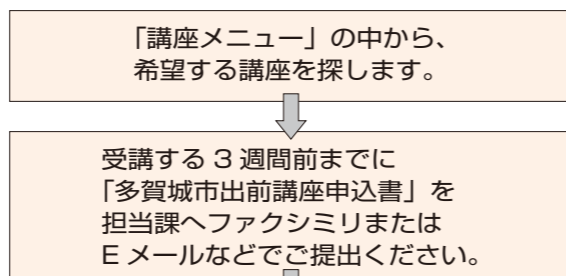 「講座メニュー」の中から、
希望する講座を探します。
受講する 3 週間前までに
「多賀城市出前講座申込書」を
担当課へファクシミリまたは
E メールなどでご提出ください。